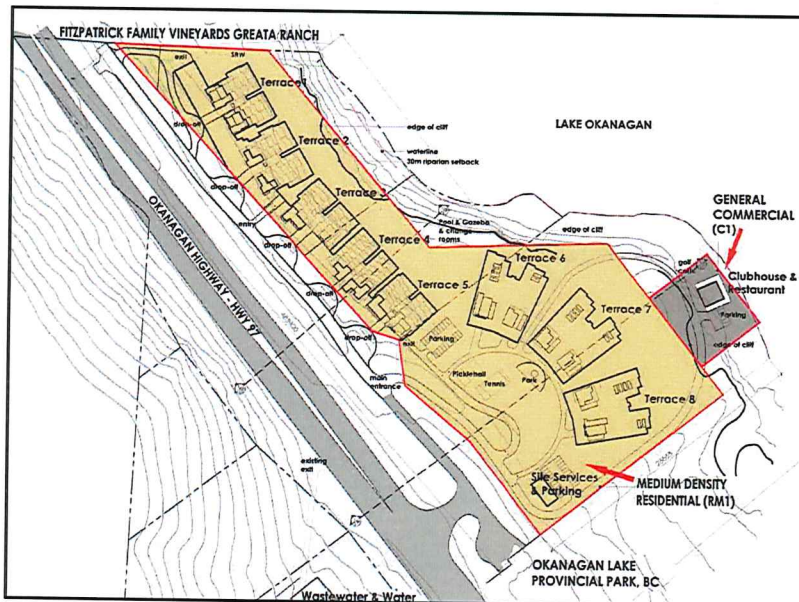 FITZPATRICK FAMILY VINEYARDS GREATA RANCH
exit
SRW
Terrace 1
drop-off
edge of cliff
LAKE OKANAGAN
Terrace 2
waterline
30m riparian setback
drop-off
Terrace 3
GENERAL
COMMERCIAL
(C1)
entry
Pool & Gazebo
& change
rooms
edge of cliff
Terrace 4
drop-off
OKANAGAN HIGHWAY - HWY 97
Terrace 5
Terrace 6
golf
Clubhouse &
Restaurant
drop-off
Terrace 7
Parking
drop-off
exit
Parking
edge of cliff
main
entrance
Pickleball
Tennis
Park
Terrace 8
existing
exit
Site Services
& Parking
MEDIUM DENSITY
RESIDENTIAL (RM1)
OKANAGAN LAKE
PROVINCIAL PARK, BC
Wastewater & Water